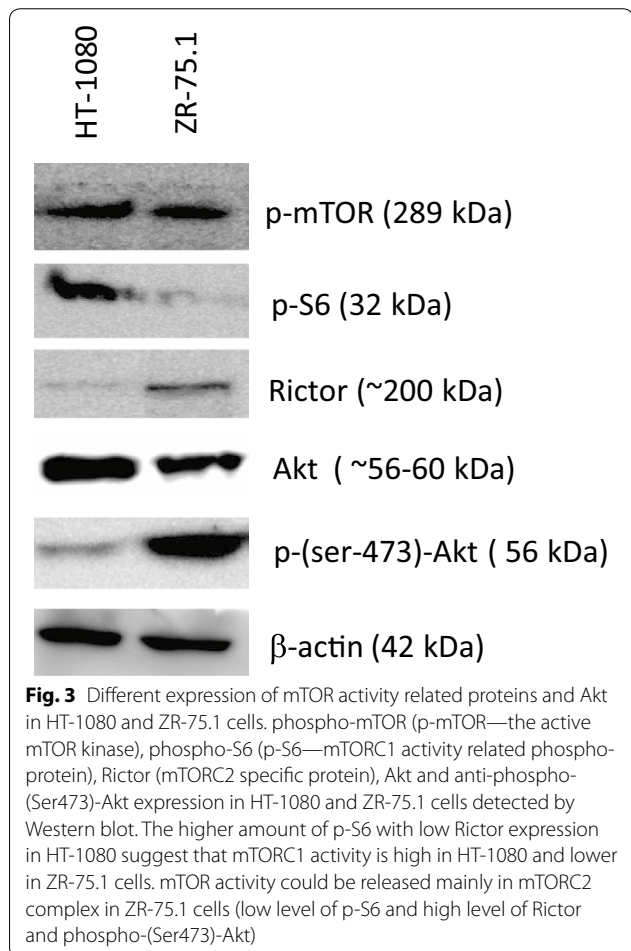 HT-1080
ZR-75.1
p-mTOR (289 kDa)
p-S6 (32 kDa)
Rictor (~200 kDa)
Akt ( ~56-60 kDa)
p-(ser-473)-Akt ( 56 kDa)
β-actin (42 kDa)
Fig. 3 Different expression of mTOR activity related proteins and Akt
in HT-1080 and ZR-75.1 cells. phospho-mTOR (p-mTOR—the active
mTOR kinase), phospho-S6 (p-S6—mTORC1 activity related phospho-
protein), Rictor (mTORC2 specific protein), Akt and anti-phospho-
(Ser473)-Akt expression in HT-1080 and ZR-75.1 cells detected by
Western blot. The higher amount of p-S6 with low Rictor expression
in HT-1080 suggest that mTORC1 activity is high in HT-1080 and lower
in ZR-75.1 cells. mTOR activity could be released mainly in mTORC2
complex in ZR-75.1 cells (low level of p-S6 and high level of Rictor
and phospho-(Ser473)-Akt)